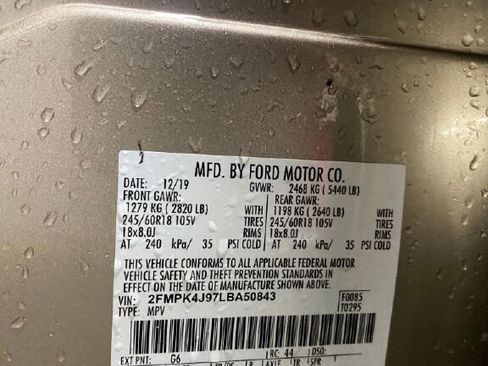 MFD. BY FORD MOTOR CO.
DATE: 12/19 GVWR: 2468 KG ( 5440 LB)
FRONT GAWR: REAR GAWR:
1279 KG ( 2820 LB) WITH 1198 KG ( 2640 LB) WITH
245/60R18 105V TIRES 245/60R18 105V TIRES
18x8.0J RIMS 18x8.0J RIMS
AT 240 kPa/ 35 PSI COLD AT 240 kPa/ 35 PSI COLD
THIS VEHICLE CONFORMS TO ALL APPLICABLE FEDERAL MOTOR
VEHICLE SAFETY AND THEFT PREVENTION STANDARDS IN
EFFECT ON THE DATE OF MANUFACTURE SHOWN ABOVE.
VIN: 2FMPK4J97LBA50843 F0085
TYPE: MPV T0295
EXT PNT: G6 RC: 44 DSO: